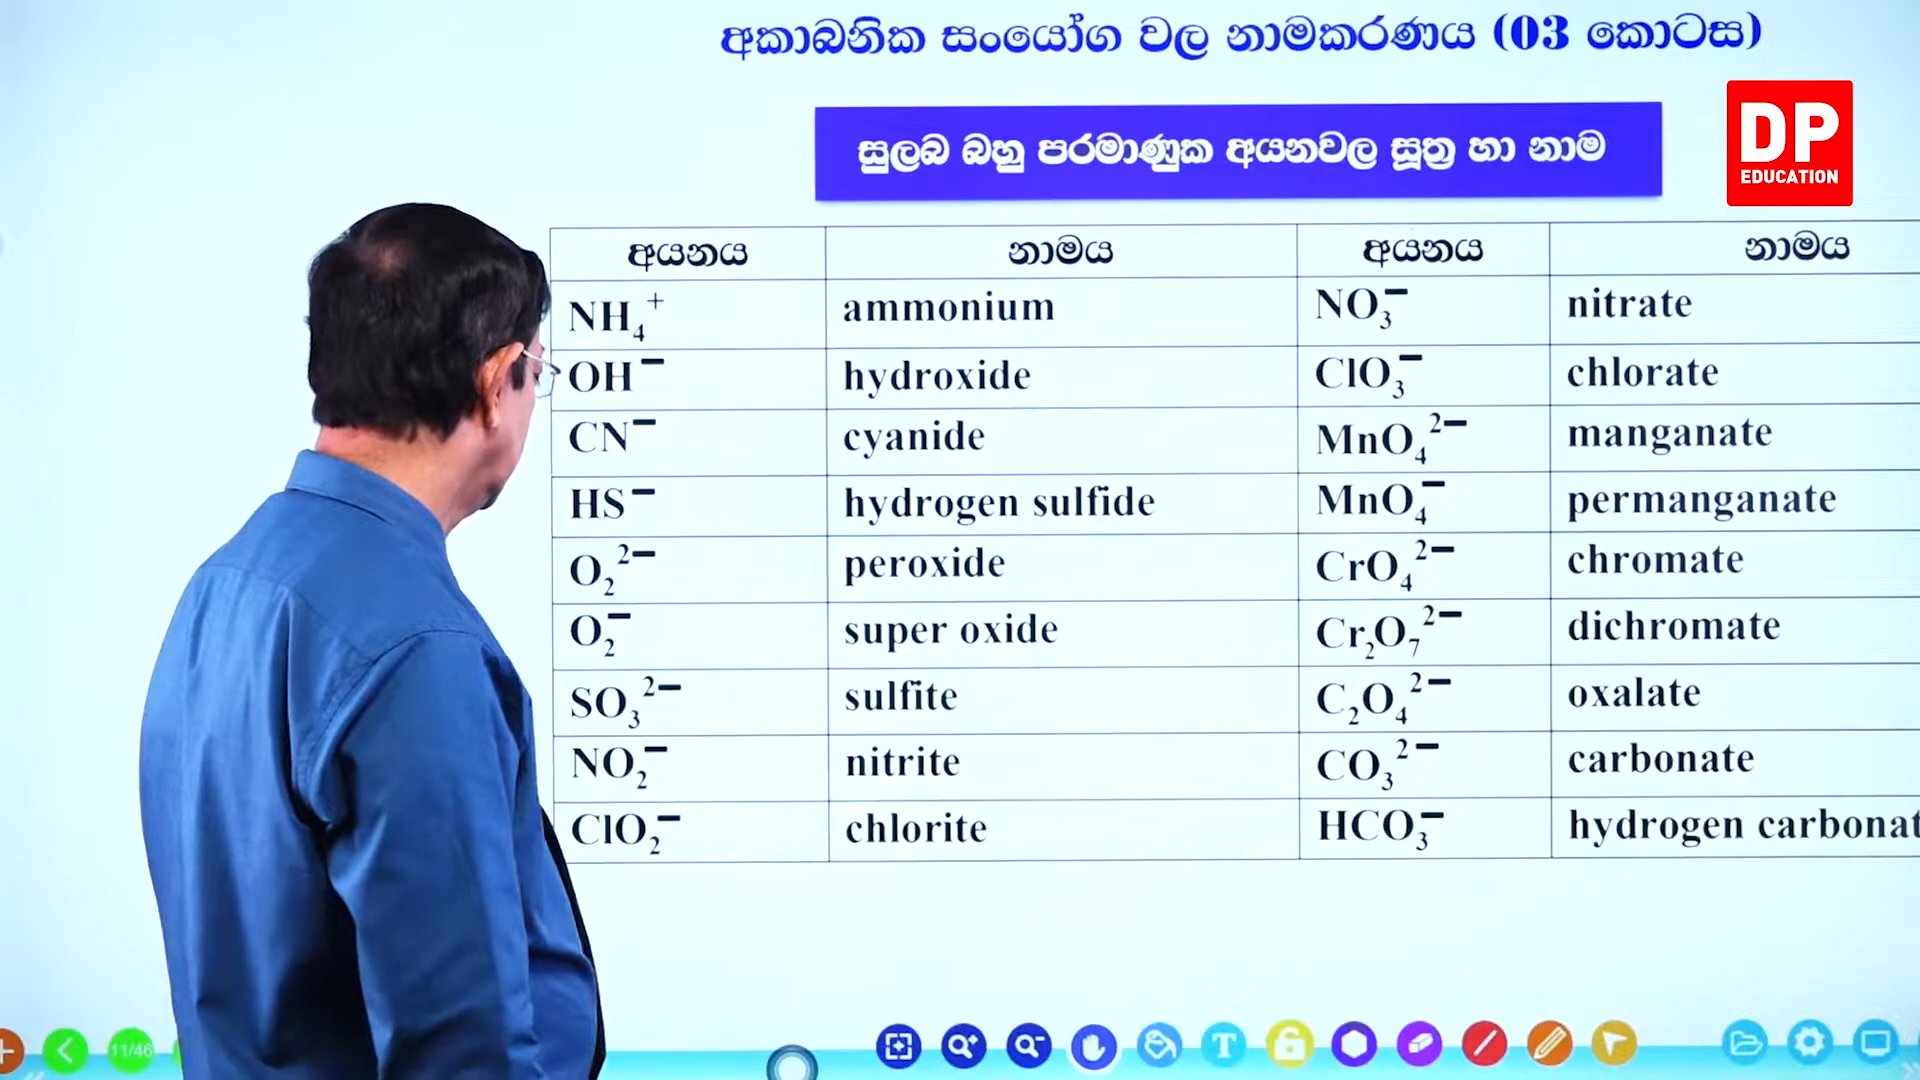 අකාබනික සංයෝග වල නාමකරණය (03 කොටස)
DP
EDUCATION
සුලබ බහු පරමාණුක අයනවල සූත්‍ර හා නාම
අයනය නාමය අයනය නාමය
NH₄⁺ ammonium NO₃⁻ nitrate
OH⁻ hydroxide ClO₃⁻ chlorate
CN⁻ cyanide MnO₄²⁻ manganate
HS⁻ hydrogen sulfide MnO₄⁻ permanganate
O₂²⁻ peroxide CrO₄²⁻ chromate
O₂⁻ super oxide Cr₂O₇²⁻ dichromate
SO₃²⁻ sulfite C₂O₄²⁻ oxalate
NO₂⁻ nitrite CO₃²⁻ carbonate
ClO₂⁻ chlorite HCO₃⁻ hydrogen carbonat
11/46
T